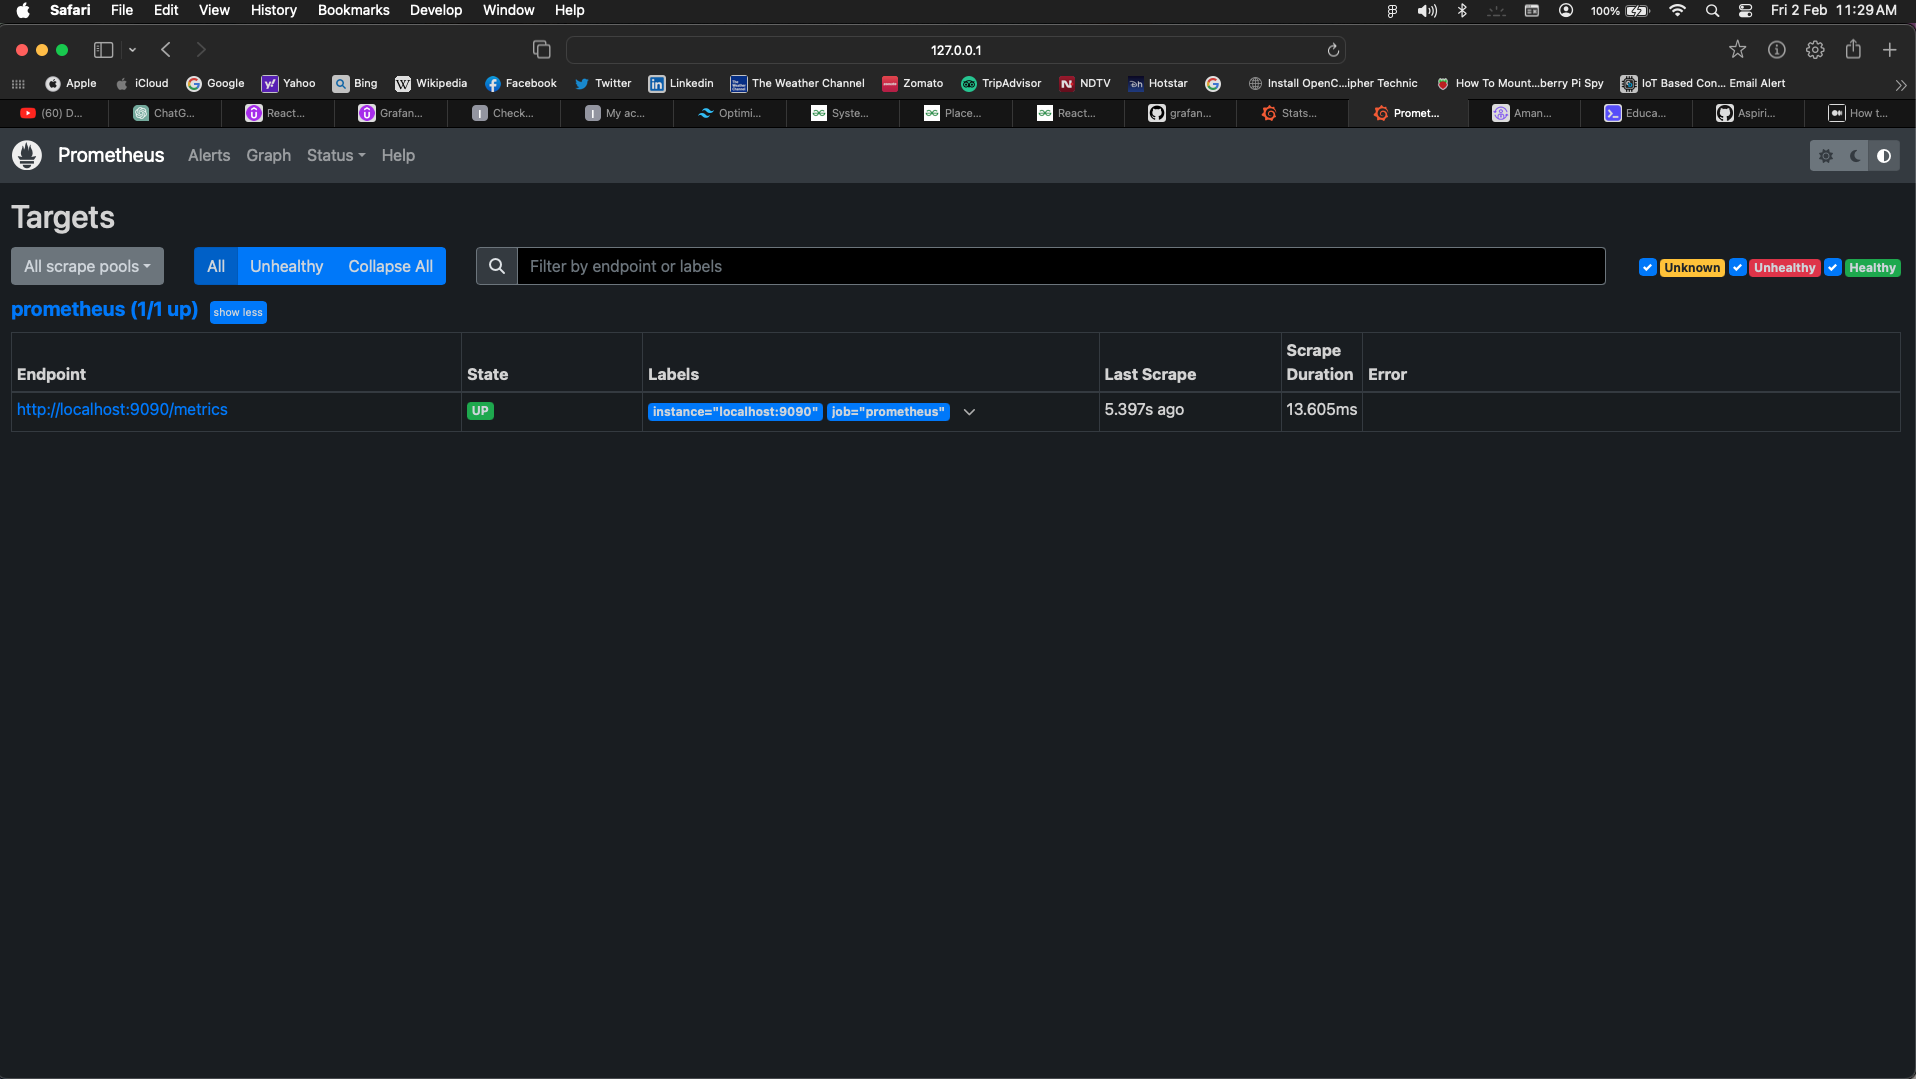 Safari File Edit View History Bookmarks Develop Window Help 100% Fri 2 Feb 11:29 AM
127.0.0.1
Apple iCloud Google Yahoo Bing Wikipedia Facebook Twitter Linkedin The Weather Channel Zomato TripAdvisor NDTV Hotstar Install OpenC...ipher Technic How To Mount...berry Pi Spy IoT Based Con... Email Alert
(60) D... ChatG... React... Grafan... Check... My ac... Optimi... Syste... Place... React... grafan... Stats... Promet... Aman... Educa... Aspiri... How t...
Prometheus Alerts Graph Status Help
Targets
All scrape pools All Unhealthy Collapse All Filter by endpoint or labels Unknown Unhealthy Healthy
prometheus (1/1 up) show less
Endpoint State Labels Last Scrape Scrape Duration Error
http://localhost:9090/metrics UP instance="localhost:9090" job="prometheus" 5.397s ago 13.605ms